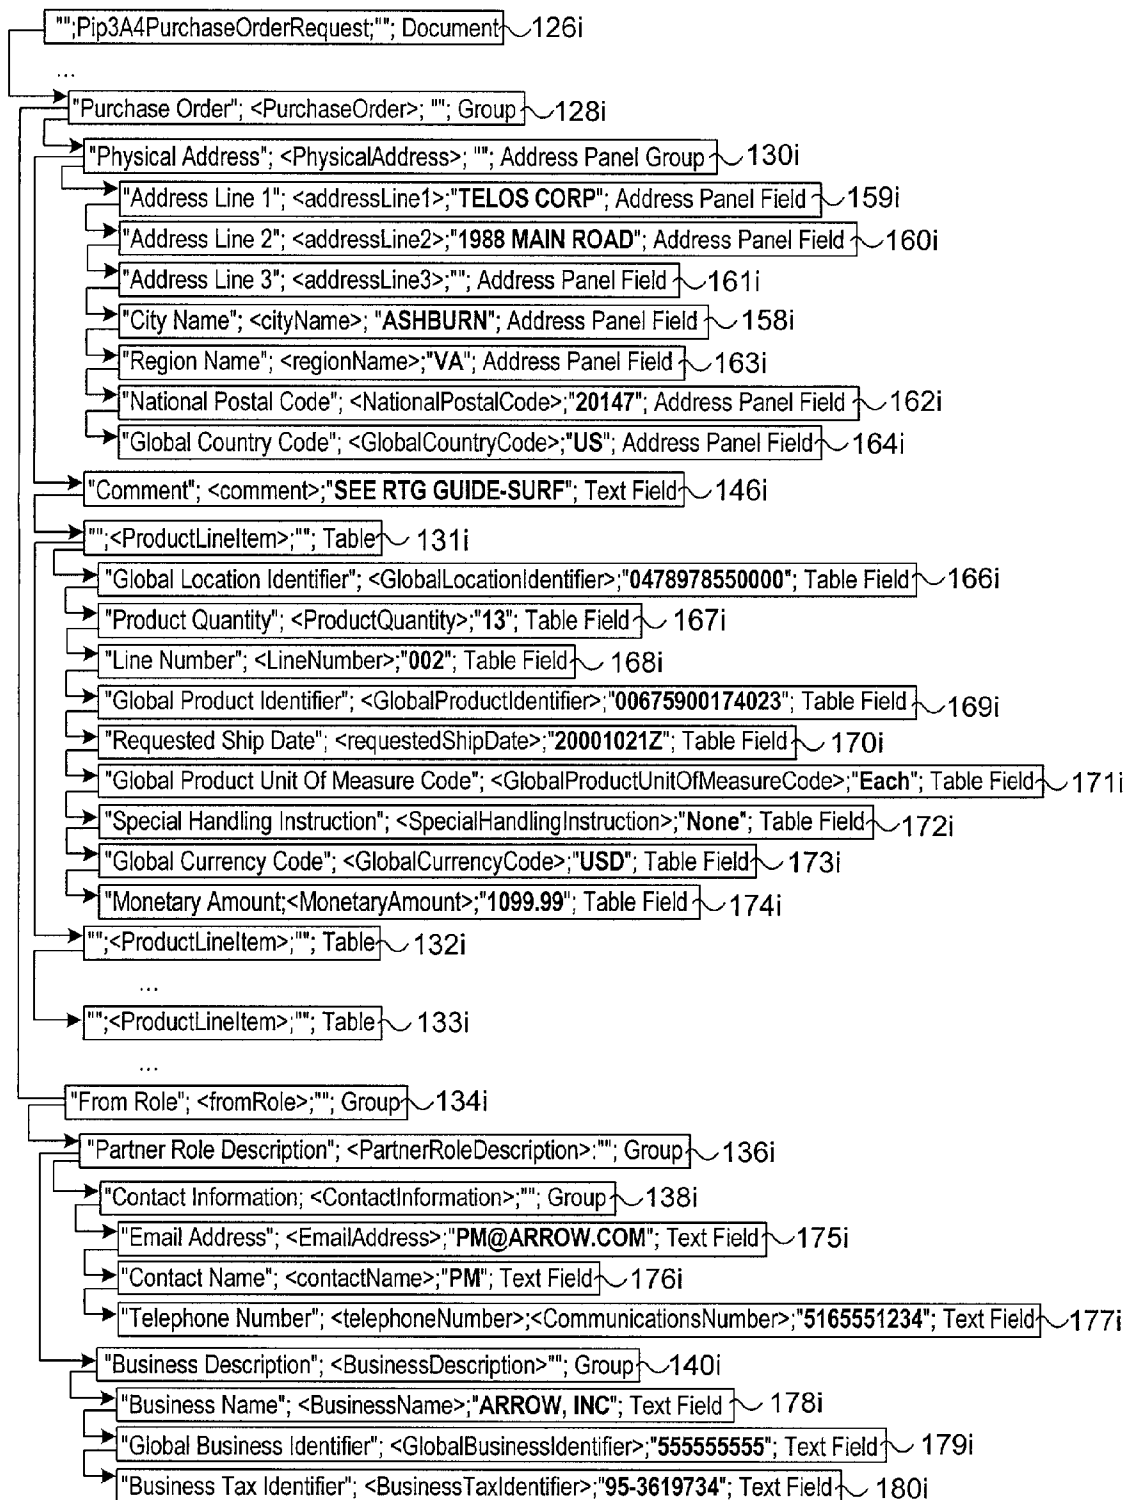 "";Pip3A4PurchaseOrderRequest;""; Document 126i
...
"Purchase Order"; <PurchaseOrder>; ""; Group 128i
"Physical Address"; <PhysicalAddress>; ""; Address Panel Group 130i
"Address Line 1"; <addressLine1>;"TELOS CORP"; Address Panel Field 159i
"Address Line 2"; <addressLine2>;"1988 MAIN ROAD"; Address Panel Field 160i
"Address Line 3"; <addressLine3>;""; Address Panel Field 161i
"City Name"; <cityName>; "ASHBURN"; Address Panel Field 158i
"Region Name"; <regionName>;"VA"; Address Panel Field 163i
"National Postal Code"; <NationalPostalCode>;"20147"; Address Panel Field 162i
"Global Country Code"; <GlobalCountryCode>;"US"; Address Panel Field 164i
"Comment"; <comment>;"SEE RTG GUIDE-SURF"; Text Field 146i
"";<ProductLineItem>;""; Table 131i
"Global Location Identifier"; <GlobalLocationIdentifier>;"0478978550000"; Table Field 166i
"Product Quantity"; <ProductQuantity>;"13"; Table Field 167i
"Line Number"; <LineNumber>;"002"; Table Field 168i
"Global Product Identifier"; <GlobalProductIdentifier>;"00675900174023"; Table Field 169i
"Requested Ship Date"; <requestedShipDate>;"20001021Z"; Table Field 170i
"Global Product Unit Of Measure Code"; <GlobalProductUnitOfMeasureCode>;"Each"; Table Field 171i
"Special Handling Instruction"; <SpecialHandlingInstruction>;"None"; Table Field 172i
"Global Currency Code"; <GlobalCurrencyCode>;"USD"; Table Field 173i
"Monetary Amount;<MonetaryAmount>;"1099.99"; Table Field 174i
"";<ProductLineItem>;""; Table 132i
...
"";<ProductLineItem>;""; Table 133i
...
"From Role"; <fromRole>;""; Group 134i
"Partner Role Description"; <PartnerRoleDescription>:""; Group 136i
"Contact Information; <ContactInformation>;""; Group 138i
"Email Address"; <EmailAddress>;"PM@ARROW.COM"; Text Field 175i
"Contact Name"; <contactName>;"PM"; Text Field 176i
"Telephone Number"; <telephoneNumber>;<CommunicationsNumber>;"5165551234"; Text Field 177i
"Business Description"; <BusinessDescription>""; Group 140i
"Business Name"; <BusinessName>;"ARROW, INC"; Text Field 178i
"Global Business Identifier"; <GlobalBusinessIdentifier>;"555555555"; Text Field 179i
"Business Tax Identifier"; <BusinessTaxIdentifier>;"95-3619734"; Text Field 180i